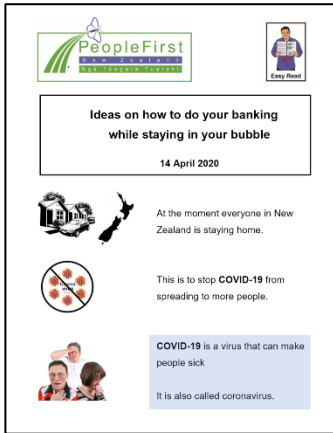 PeopleFirst
New Zealand
Ngā Tāngata Tuatahi
Easy Read
Ideas on how to do your banking
while staying in your bubble
14 April 2020
At the moment everyone in New
Zealand is staying home.
This is to stop COVID-19 from
spreading to more people.
COVID-19 is a virus that can make
people sick
It is also called coronavirus.